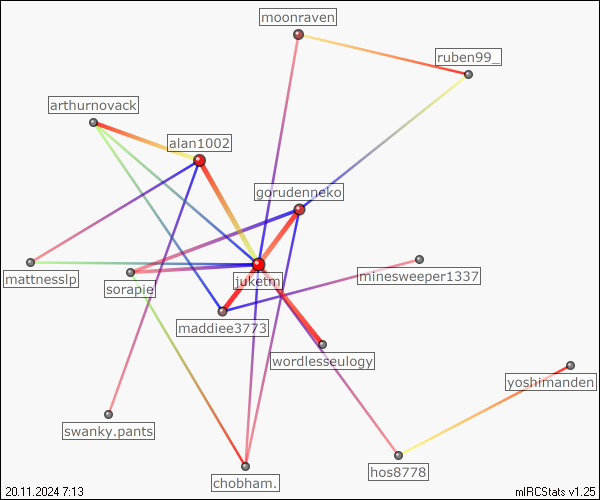 moonraven
ruben99_
arthurnovack
alan1002
gorudenneko
mattnesslp
sorapie
juketm
minesweeper1337
maddiee3773
wordlesseulogy
yoshimanden
swanky.pants
hos8778
chobham.
20.11.2024 7:13
mIRCStats v1.25